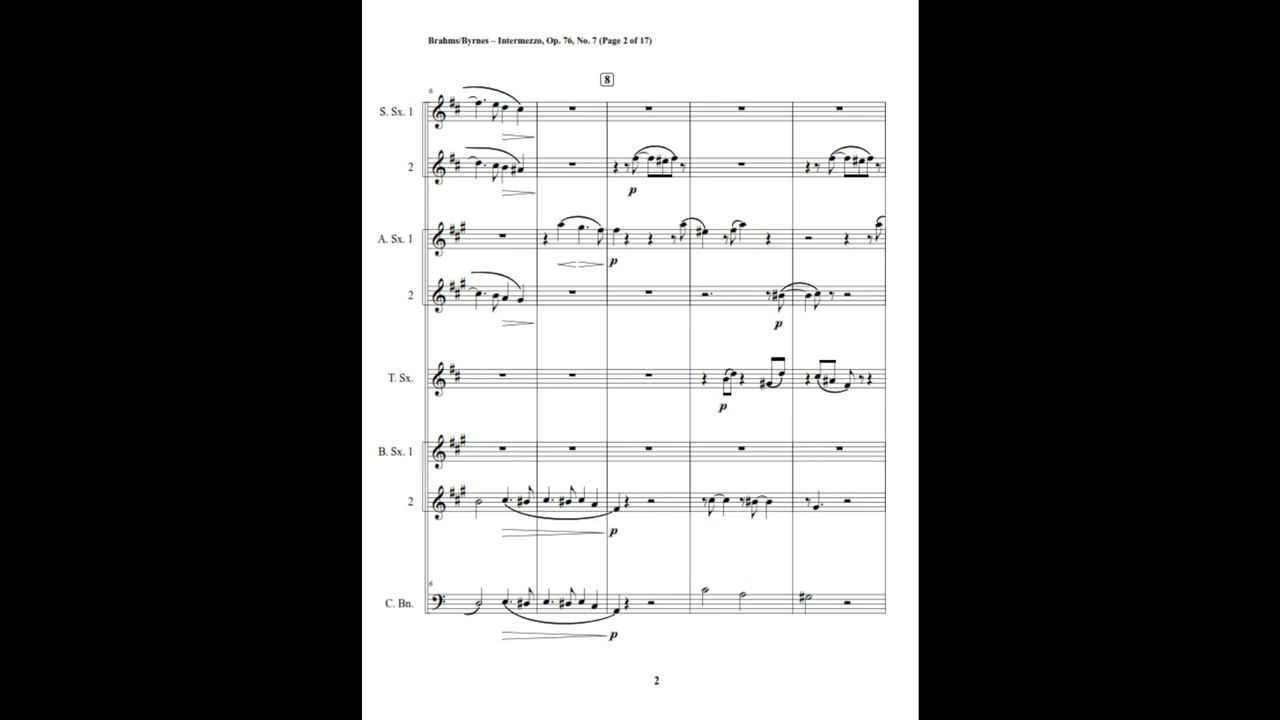 Brahms/Byrnes – Intermezzo, Op. 76, No. 7 (Page 2 of 17)
8
6
S. Sx. 1
2
p
A. Sx. 1
p
2
p
T. Sx.
p
B. Sx. 1
2
p
6
C. Bn.
p
2